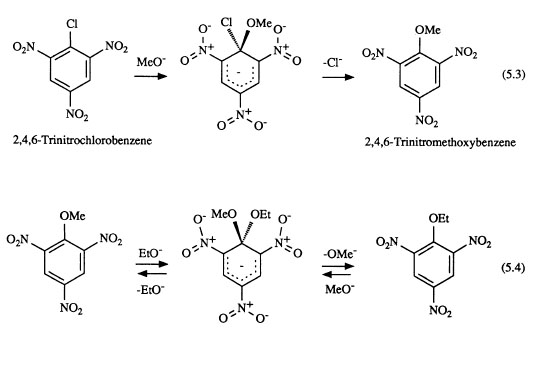 Cl
O₂N NO₂
NO₂
2,4,6-Trinitrochlorobenzene
MeO⁻
Cl OMe
O⁻ O⁻
N⁺ N⁺
O O
-
N⁺
O O⁻
-Cl⁻
OMe
O₂N NO₂
NO₂
2,4,6-Trinitromethoxybenzene
(5.3)
OMe
O₂N NO₂
NO₂
EtO⁻
-EtO⁻
MeO OEt
O⁻ O⁻
N⁺ N⁺
O O
-
N⁺
O O⁻
-OMe⁻
MeO⁻
OEt
O₂N NO₂
NO₂
(5.4)